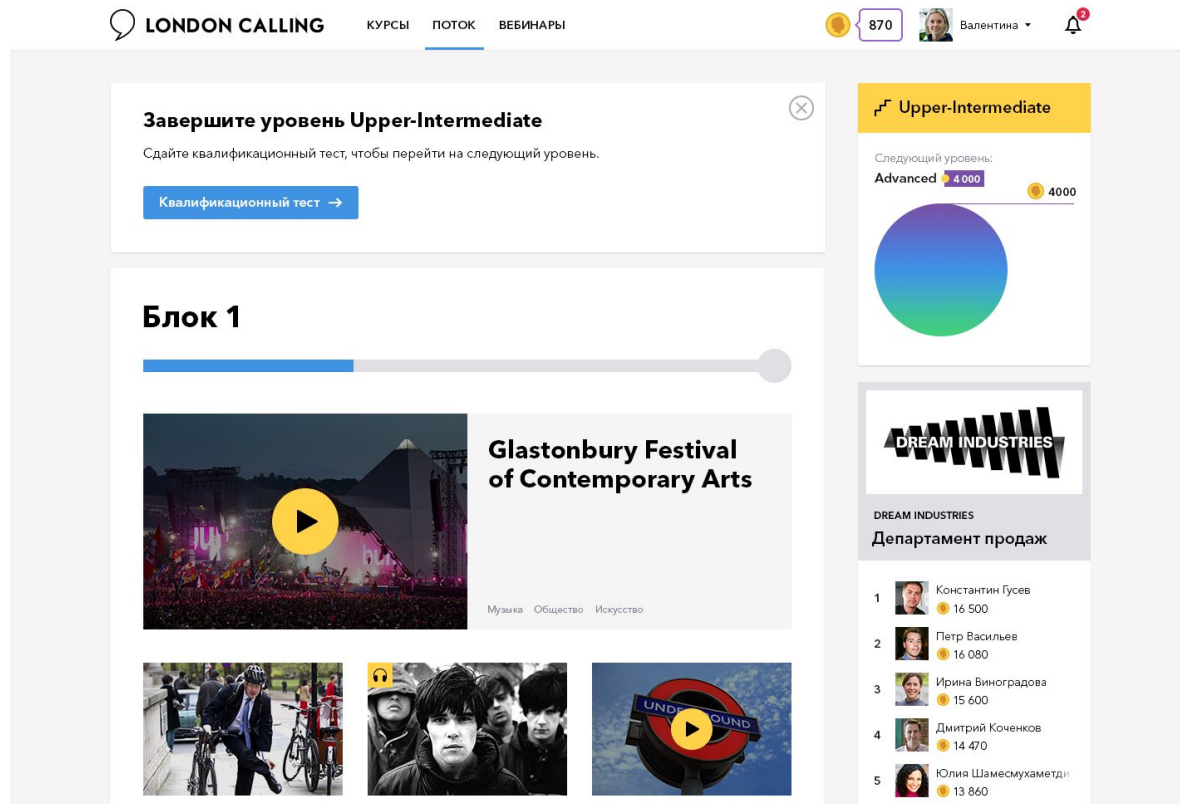 LONDON CALLING
КУРСЫ ПОТОК ВЕБИНАРЫ
870
Валентина
2
Завершите уровень Upper-Intermediate
Сдайте квалификационный тест, чтобы перейти на следующий уровень.
Квалификационный тест →
Блок 1
Glastonbury Festival
of Contemporary Arts
Музыка Общество Искусство
UNDERGROUND
Upper-Intermediate
Следующий уровень:
Advanced 4 000
4000
DREAM INDUSTRIES
DREAM INDUSTRIES
Департамент продаж
1
Константин Гусев
16 500
2
Петр Васильев
16 080
3
Ирина Виноградова
15 600
4
Дмитрий Коченков
14 470
5
Юлия Шамесмухаметди
13 860